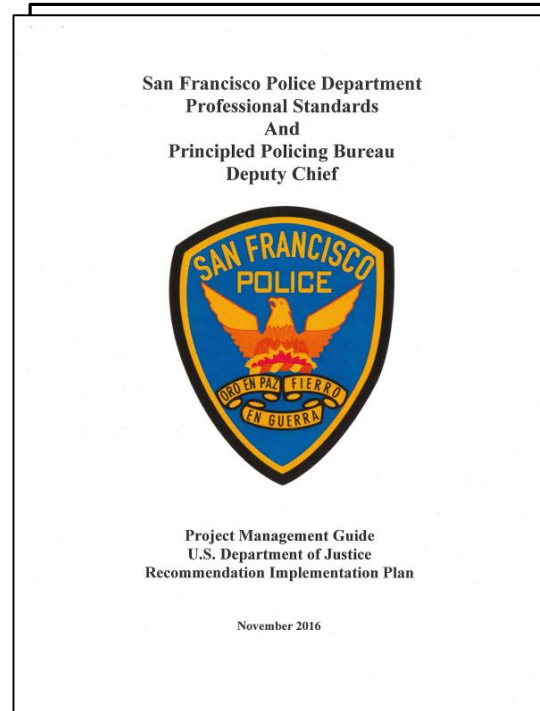 San Francisco Police Department
Professional Standards
And
Principled Policing Bureau
Deputy Chief
SAN FRANCISCO
POLICE
ORO EN PAZ FIERRO
EN GUERRA
Project Management Guide
U.S. Department of Justice
Recommendation Implementation Plan
November 2016